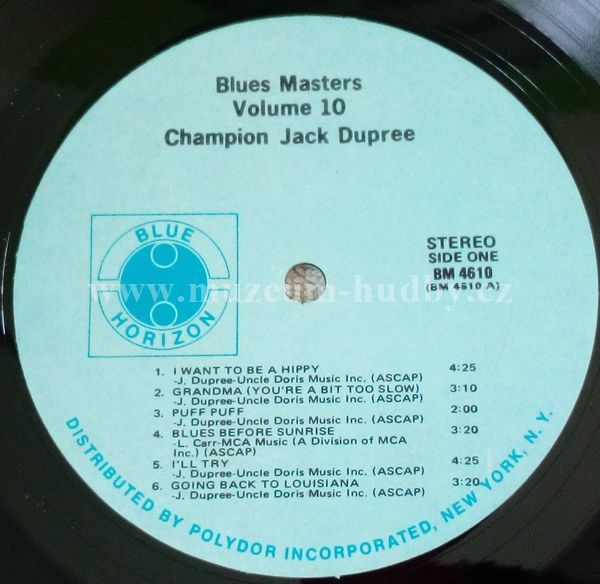 Blues Masters
Volume 10
Champion Jack Dupree
BLUE
HORIZON
STEREO
SIDE ONE
BM 4610
(BM 4610 A)
www.muzeum-hudby.cz
1. I WANT TO BE A HIPPY 4:25
-J. Dupree-Uncle Doris Music Inc. (ASCAP)
2. GRANDMA (YOU'RE A BIT TOO SLOW) 3:10
-J. Dupree-Uncle Doris Music Inc. (ASCAP)
3. PUFF PUFF 2:00
-J. Dupree-Uncle Doris Music Inc. (ASCAP)
4. BLUES BEFORE SUNRISE 3:20
-L. Carr-MCA Music (A Division of MCA
Inc.) (ASCAP)
5. I'LL TRY 4:25
-J. Dupree-Uncle Doris Music Inc. (ASCAP)
6. GOING BACK TO LOUISIANA 3:20
-J. Dupree-Uncle Doris Music Inc. (ASCAP)
DISTRIBUTED BY POLYDOR INCORPORATED, NEW YORK, N. Y.